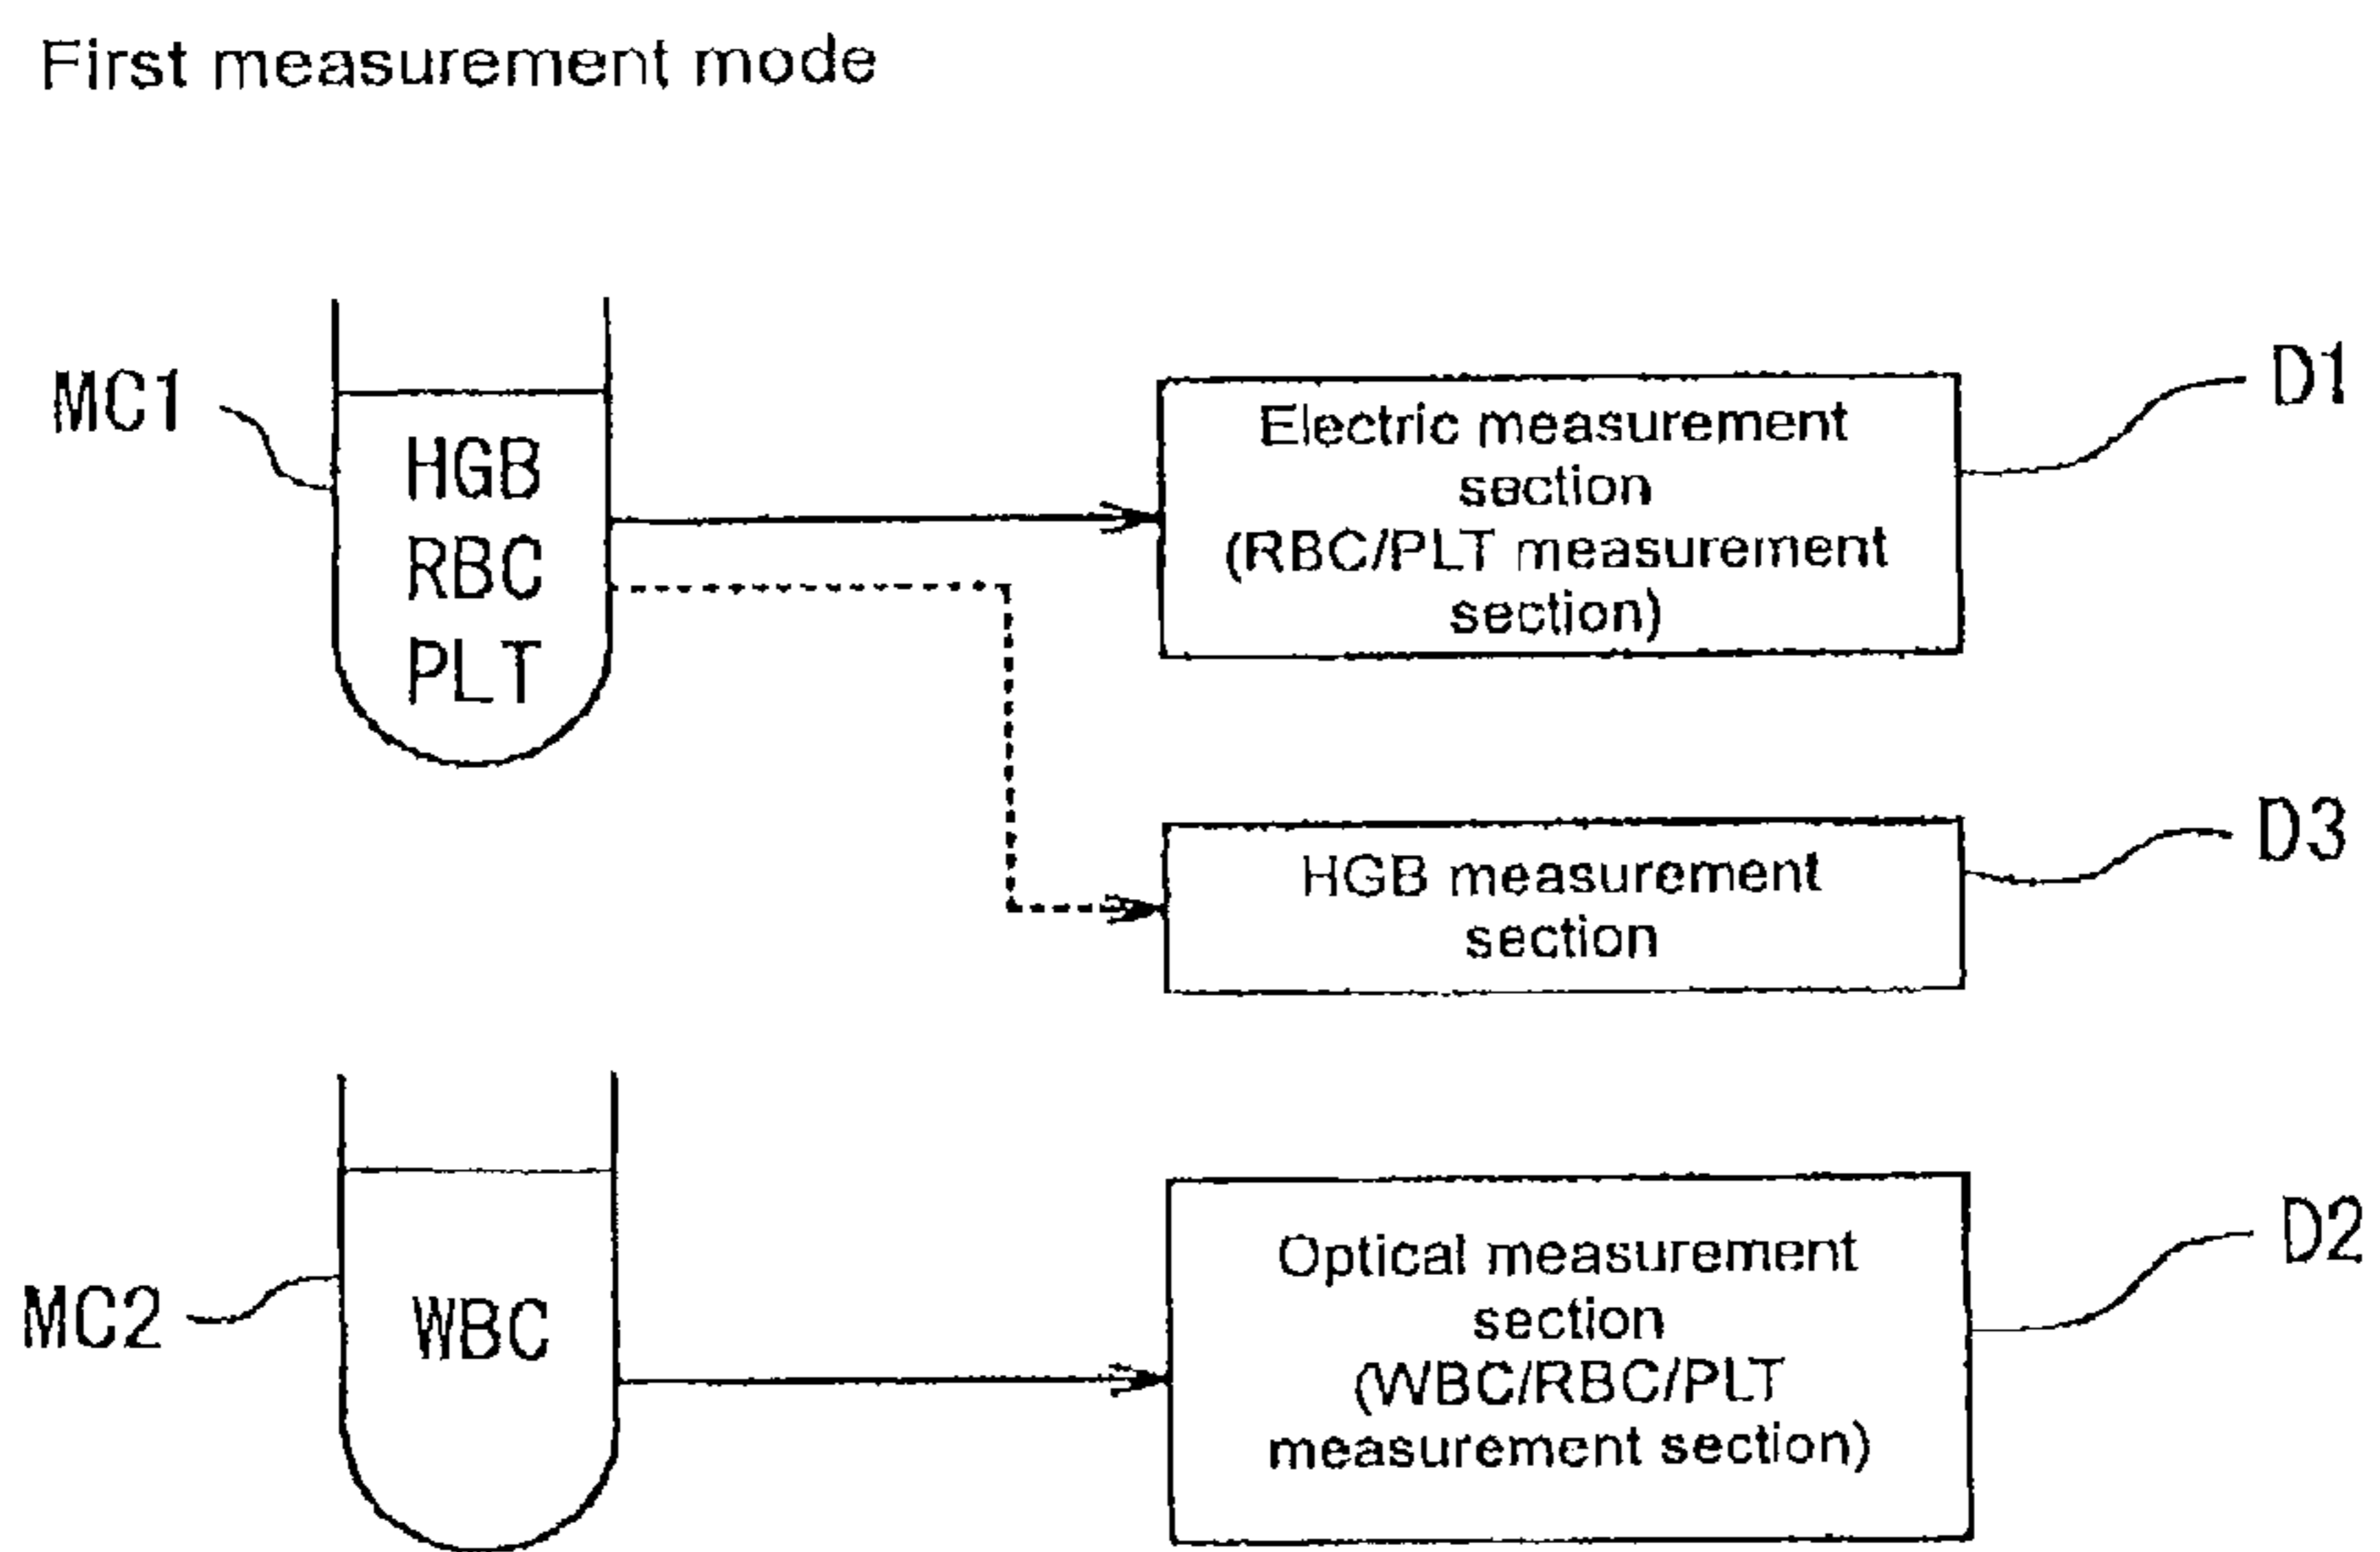 First measurement mode
MC1
HGB
RBC
PLT
Electric measurement
section
(RBC/PLT measurement
section)
D1
HGB measurement
section
D3
MC2
WBC
Optical measurement
section
(WBC/RBC/PLT
measurement section)
D2